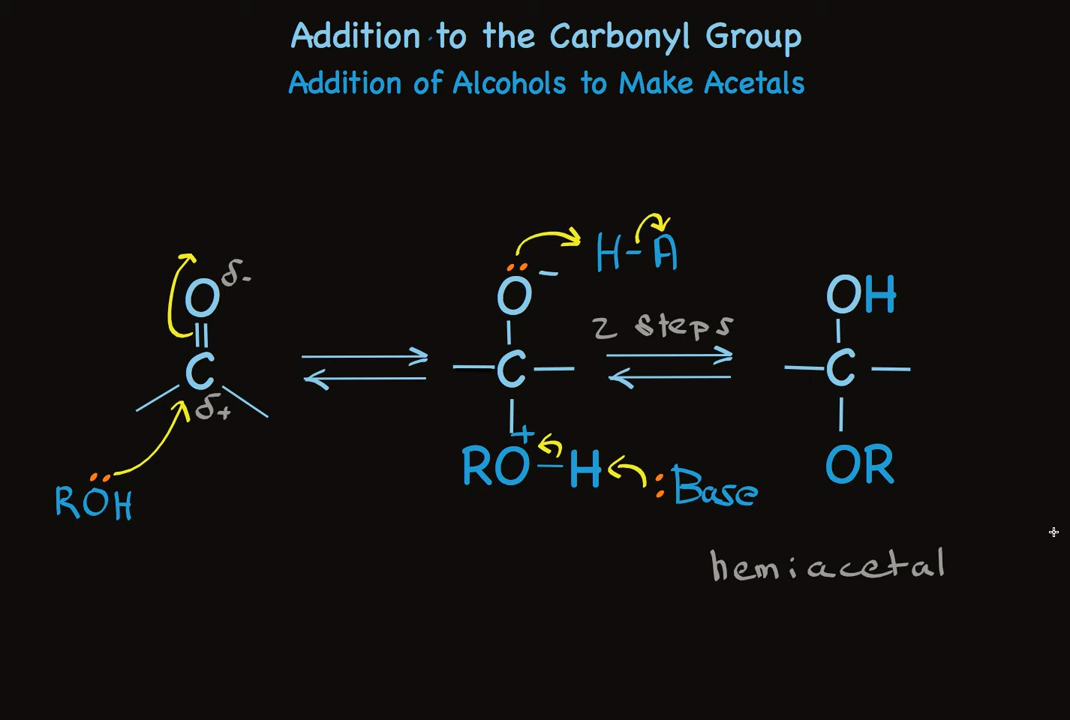 Addition to the Carbonyl Group
Addition of Alcohols to Make Acetals
H-A
O δ-
O −
OH
2 steps
C
C
C
δ+
+
ROH
RO-H
:Base
OR
hemiacetal